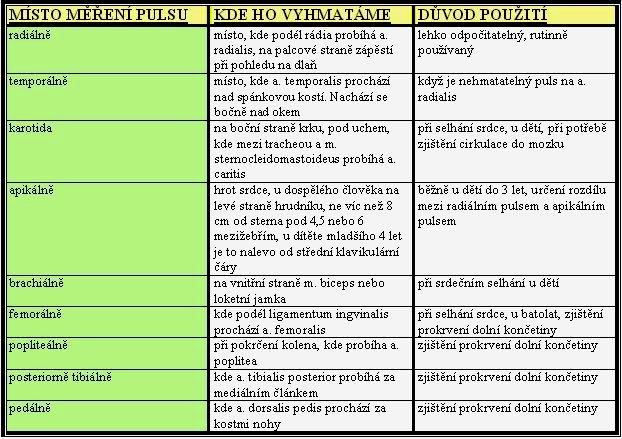 MÍSTO MĚŘENÍ PULSU
KDE HO VYHMATÁME
DŮVOD POUŽITÍ
radiálně
místo, kde podél rádia probíhá a.
radialis, na palcové straně zápěstí
při pohledu na dlaň
lehko odpočitatelný, rutinně
používaný
temporálně
místo, kde a. temporalis prochází
nad spánkovou kostí. Nachází se
bočně nad okem
když je nehmatatelný puls na a.
radialis
karotida
na boční straně krku, pod uchem,
kde mezi tracheou a m.
sternocleidomastoideus probíhá a.
caritis
při selhání srdce, u dětí, při potřebě
zjištění cirkulace do mozku
apikálně
hrot srdce, u dospělého člověka na
levé straně hrudníku, ne víc než 8
cm od sterna pod 4,5 nebo 6
mezižebřím, u dítěte mladšího 4 let
je to nalevo od střední klavikulární
čáry
běžně u dětí do 3 let, určení rozdílu
mezi radiálním pulsem a apikálním
pulsem
brachiálně
na vnitřní straně m. biceps nebo
loketní jamka
při srdečním selhání u dětí
femorálně
kde podél ligamentum ingvinalis
prochází a. femoralis
při selhání srdce, u batolat, zjištění
prokrvení dolní končetiny
popliteálně
při pokrčení kolena, kde probíha a.
poplitea
zjištění prokrvení dolní končetiny
posteriorně tibiálně
kde a. tibialis posterior probíhá za
mediálním článkem
zjištění prokrvení dolní končetiny
pedálně
kde a. dorsalis pedis prochází za
kostmi nohy
zjištění prokrvení dolní končetiny